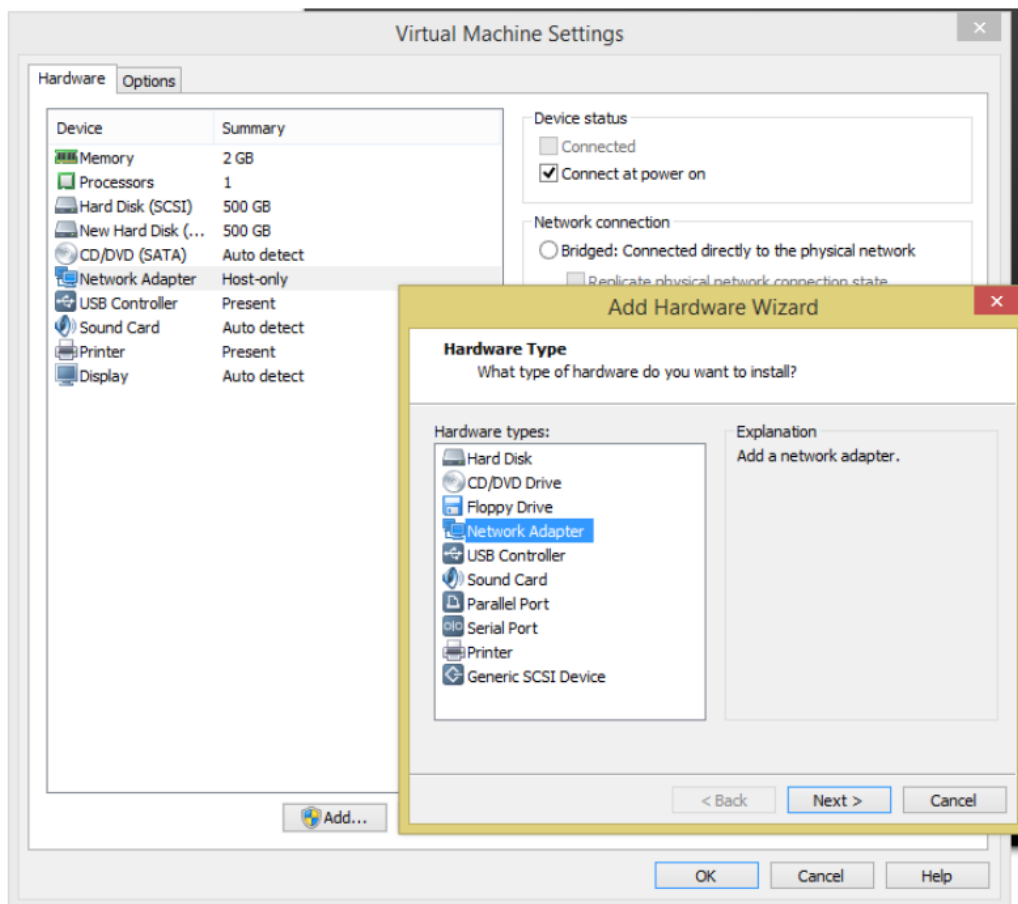 Virtual Machine Settings
Hardware Options
Device Summary
Memory 2 GB
Processors 1
Hard Disk (SCSI) 500 GB
New Hard Disk (... 500 GB
CD/DVD (SATA) Auto detect
Network Adapter Host-only
USB Controller Present
Sound Card Auto detect
Printer Present
Display Auto detect
Add...
Device status
Connected
Connect at power on
Network connection
Bridged: Connected directly to the physical network
Replicate physical network connection state
Add Hardware Wizard
Hardware Type
What type of hardware do you want to install?
Hardware types:
Hard Disk
CD/DVD Drive
Floppy Drive
Network Adapter
USB Controller
Sound Card
Parallel Port
Serial Port
Printer
Generic SCSI Device
Explanation
Add a network adapter.
< Back Next > Cancel
OK Cancel Help